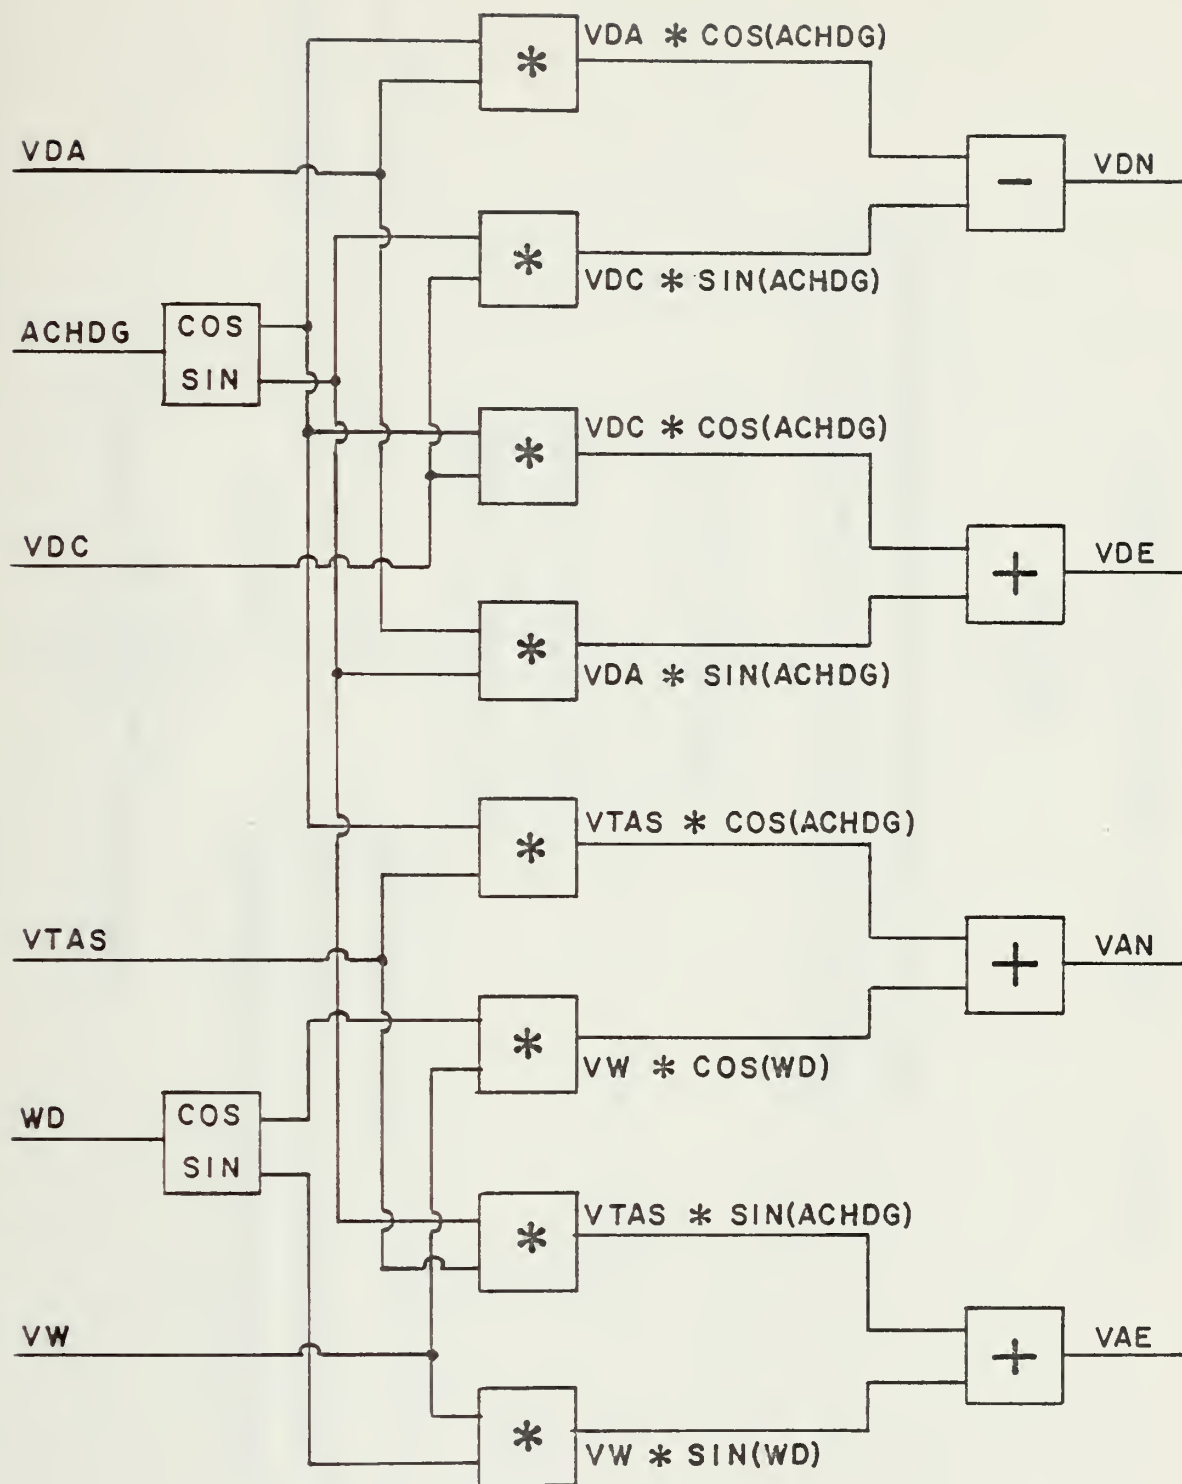 VDA * COS(ACHDG)
*
VDA
VDN
-
*
VDC * SIN(ACHDG)
ACHDG
COS
SIN
VDC * COS(ACHDG)
*
VDC
VDE
+
*
VDA * SIN(ACHDG)
VTAS * COS(ACHDG)
*
VTAS
VAN
+
*
VW * COS(WD)
WD
COS
SIN
VTAS * SIN(ACHDG)
*
VW
VAE
+
*
VW * SIN(WD)